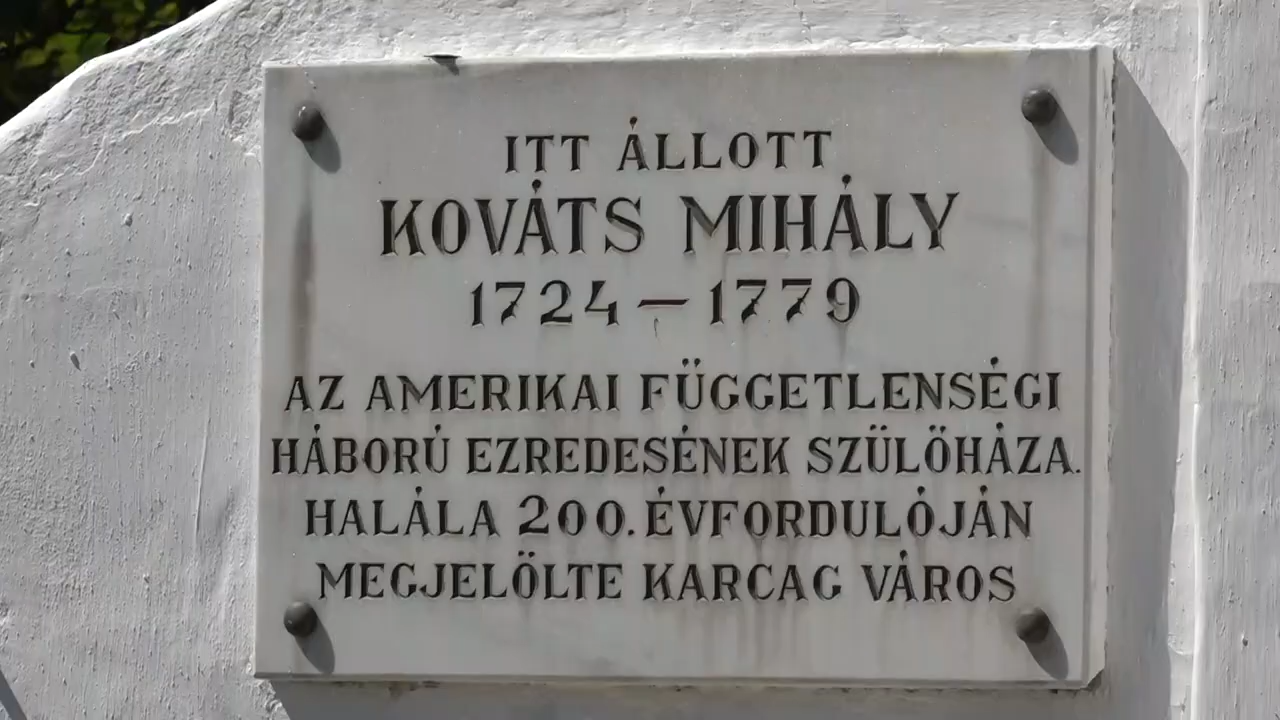 ITT ÁLLOTT
KOVÁTS MIHÁLY
1724 – 1779
AZ AMERIKAI FÜGGETLENSÉGI
HÁBORÚ EZREDESÉNEK SZÜLŐHÁZA.
HALÁLA 200. ÉVFORDULÓJÁN
MEGJELÖLTE KARCAG VÁROS